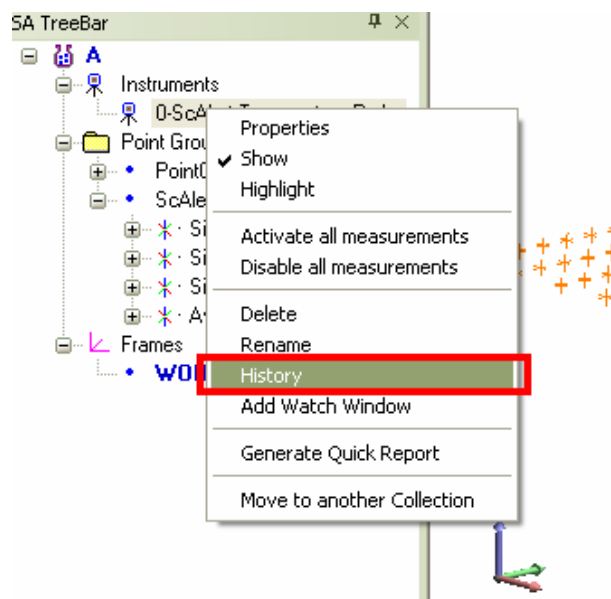 SA TreeBar
A
Instruments
Point
Properties
Show
Highlight
Activate all measurements
Disable all measurements
Frames
Delete
Rename
History
Add Watch Window
Generate Quick Report
Move to another Collection